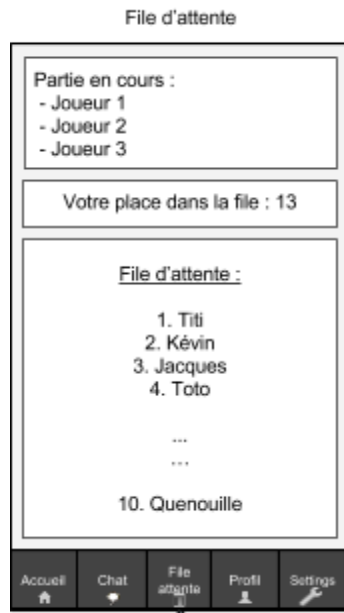 File d'attente
Partie en cours :
- Joueur 1
- Joueur 2
- Joueur 3
Votre place dans la file : 13
File d'attente :
1. Titi
2. Kévin
3. Jacques
4. Toto
...
...
10. Quenouille
Accueil
Chat
File
attente
Profil
Settings